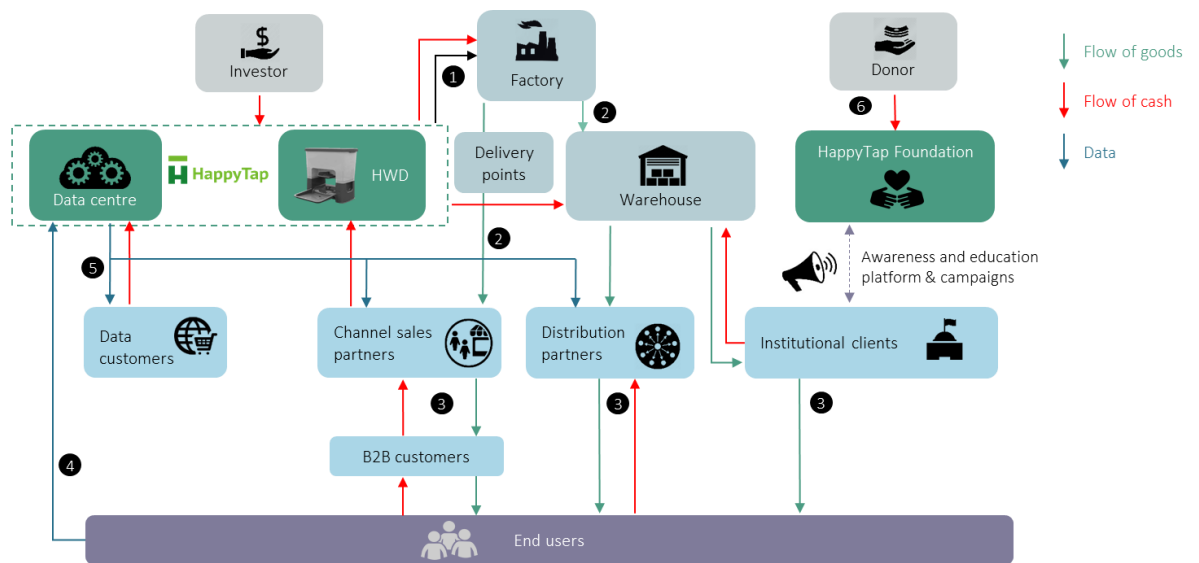 $
Investor
Factory
Donor
Flow of goods
Flow of cash
Data
1
2
6
Data centre
HappyTap
HWD
Delivery
points
Warehouse
HappyTap Foundation
2
5
Awareness and education
platform & campaigns
Data
customers
Channel sales
partners
Distribution
partners
Institutional clients
3
3
3
B2B customers
4
End users